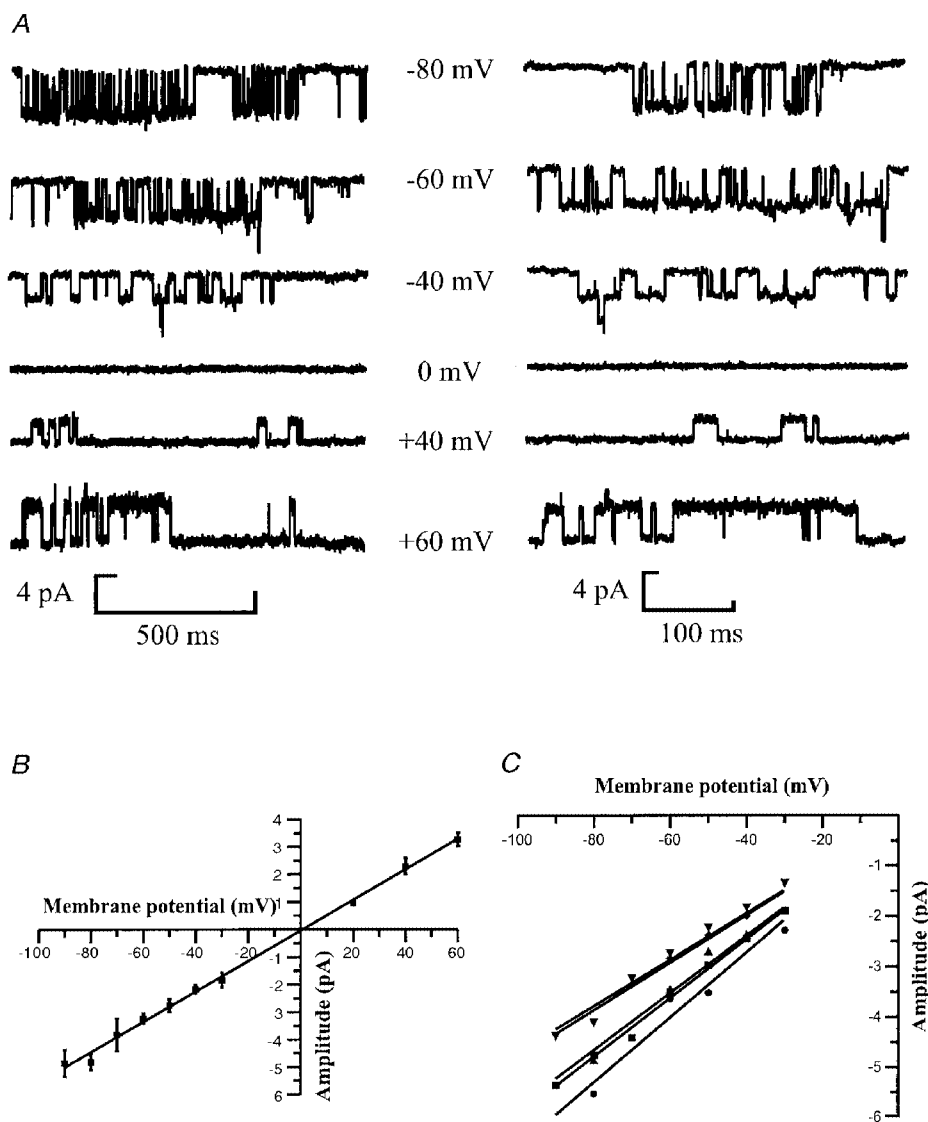 A
-80 mV
-60 mV
-40 mV
0 mV
+40 mV
+60 mV
4 pA
500 ms
4 pA
100 ms
B
4
3
2
1
Membrane potential (mV)
-100 -80 -60 -40 -20
20 40 60
-1
-2
-3
-4
-5
6
Amplitude (pA)
C
Membrane potential (mV)
-100 -80 -60 -40 -20
-1
-2
-3
-4
-5
-6
Amplitude (pA)